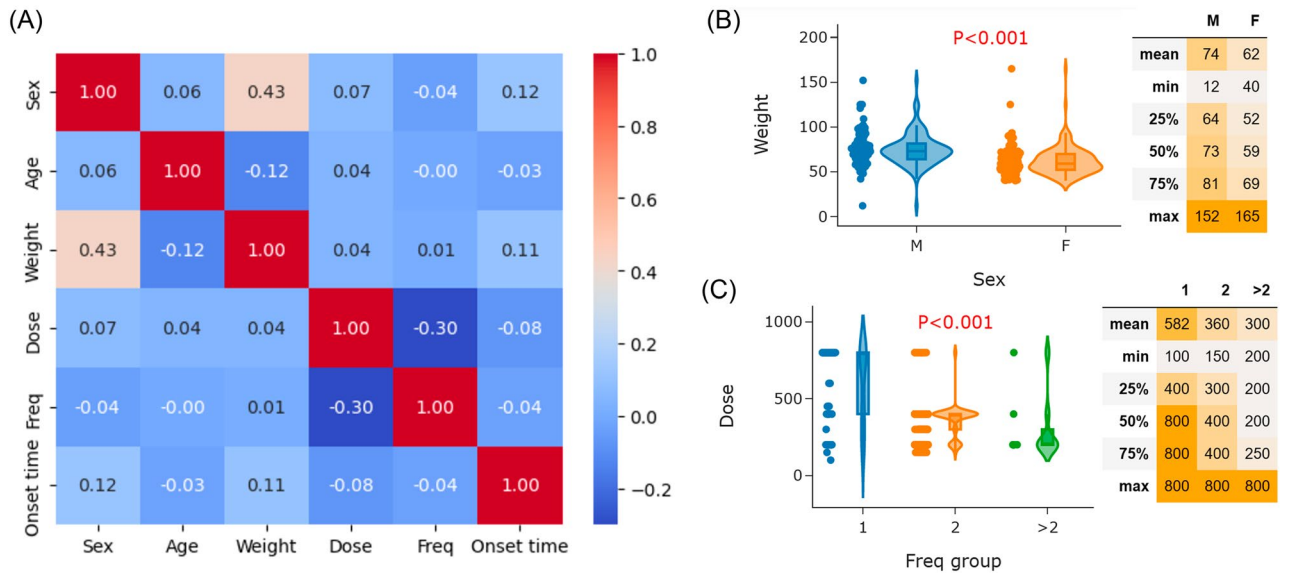 (A)
Sex 1.00 0.06 0.43 0.07 -0.04 0.12
Age 0.06 1.00 -0.12 0.04 -0.00 -0.03
Weight 0.43 -0.12 1.00 0.04 0.01 0.11
Dose 0.07 0.04 0.04 1.00 -0.30 -0.08
Freq -0.04 -0.00 0.01 -0.30 1.00 -0.04
Onset time 0.12 -0.03 0.11 -0.08 -0.04 1.00
Sex Age Weight Dose Freq Onset time
1.0
0.8
0.6
0.4
0.2
0.0
−0.2
(B)
P<0.001
Weight
200
150
100
50
0
M F
Sex
M F
mean 74 62
min 12 40
25% 64 52
50% 73 59
75% 81 69
max 152 165
(C)
P<0.001
Dose
1000
500
0
1 2 >2
Freq group
1 2 >2
mean 582 360 300
min 100 150 200
25% 400 300 200
50% 800 400 200
75% 800 400 250
max 800 800 800